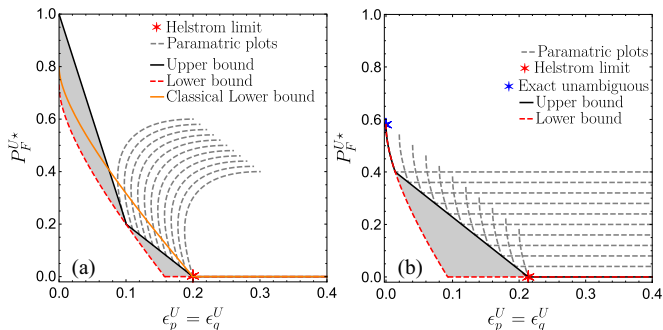 Helstrom limit
Paramatric plots
Upper bound
Lower bound
Classical Lower bound
1.0
0.8
0.6
0.4
0.2
0.0
P_F^{U⋆}
(a)
0.0 0.1 0.2 0.3 0.4
ϵ_p^U = ϵ_q^U
Paramatric plots
Helstrom limit
Exact unambiguous
Upper bound
Lower bound
1.0
0.8
0.6
0.4
0.2
0.0
P_F^{U⋆}
(b)
0.0 0.1 0.2 0.3 0.4
ϵ_p^U = ϵ_q^U